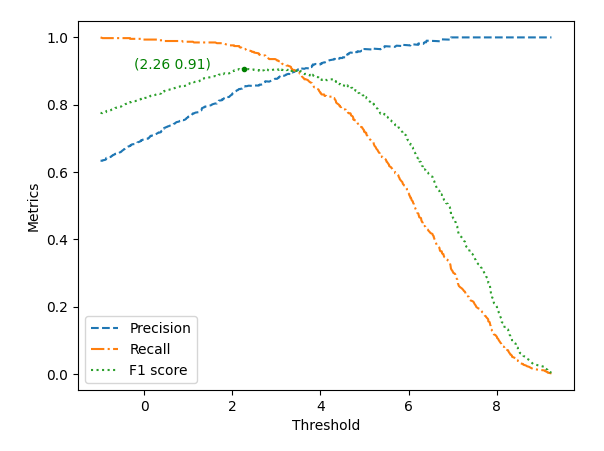 1.0
0.8
0.6
0.4
0.2
0.0
Metrics
(2.26 0.91)
Precision
Recall
F1 score
0 2 4 6 8
Threshold